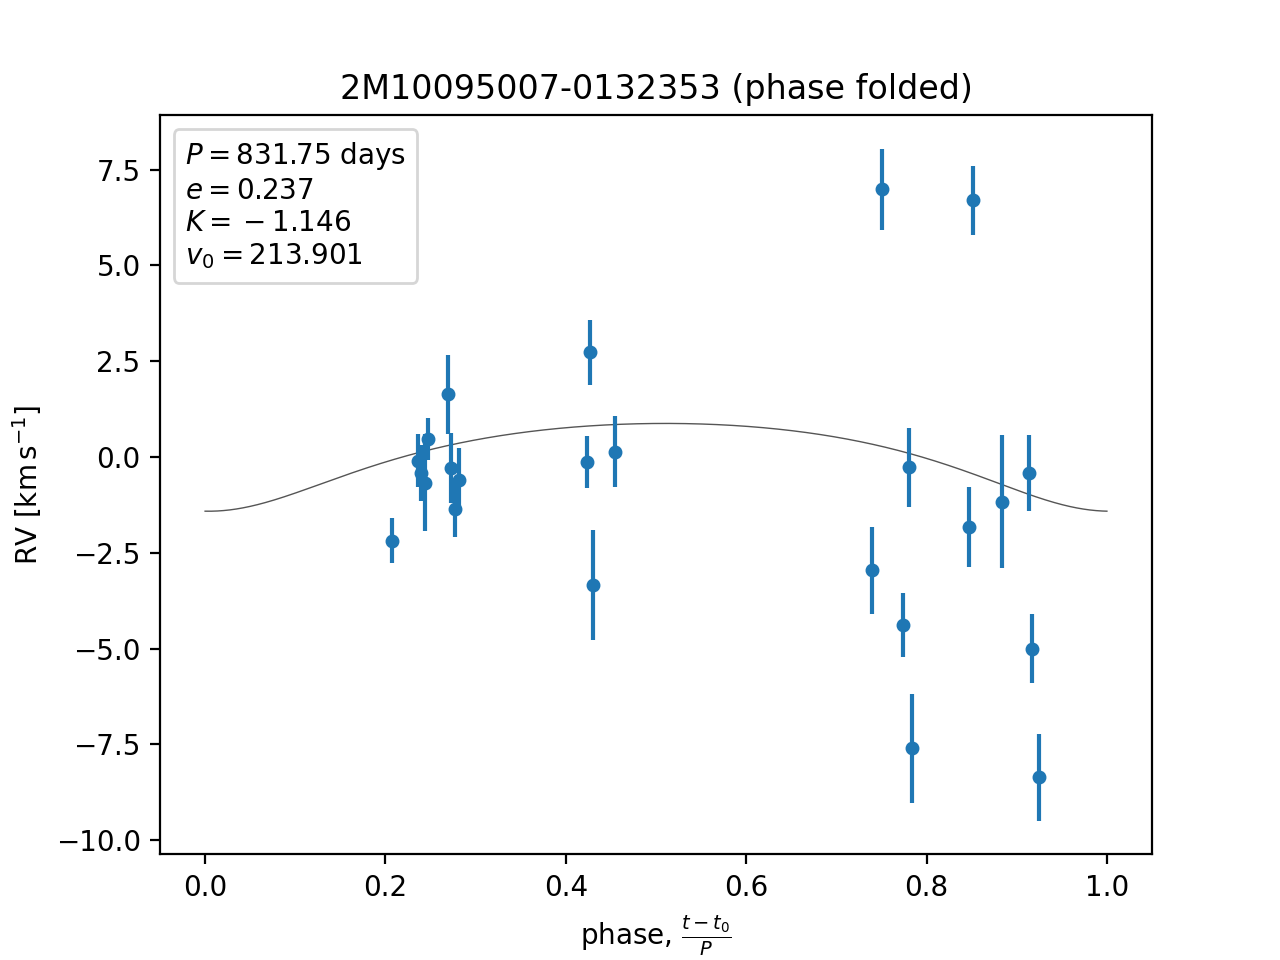 2M10095007-0132353 (phase folded)
P = 831.75 days
e = 0.237
K = −1.146
v₀ = 213.901
7.5
5.0
2.5
0.0
−2.5
−5.0
−7.5
−10.0
RV [km s⁻¹]
0.0 0.2 0.4 0.6 0.8 1.0
phase, (t − t₀)/P